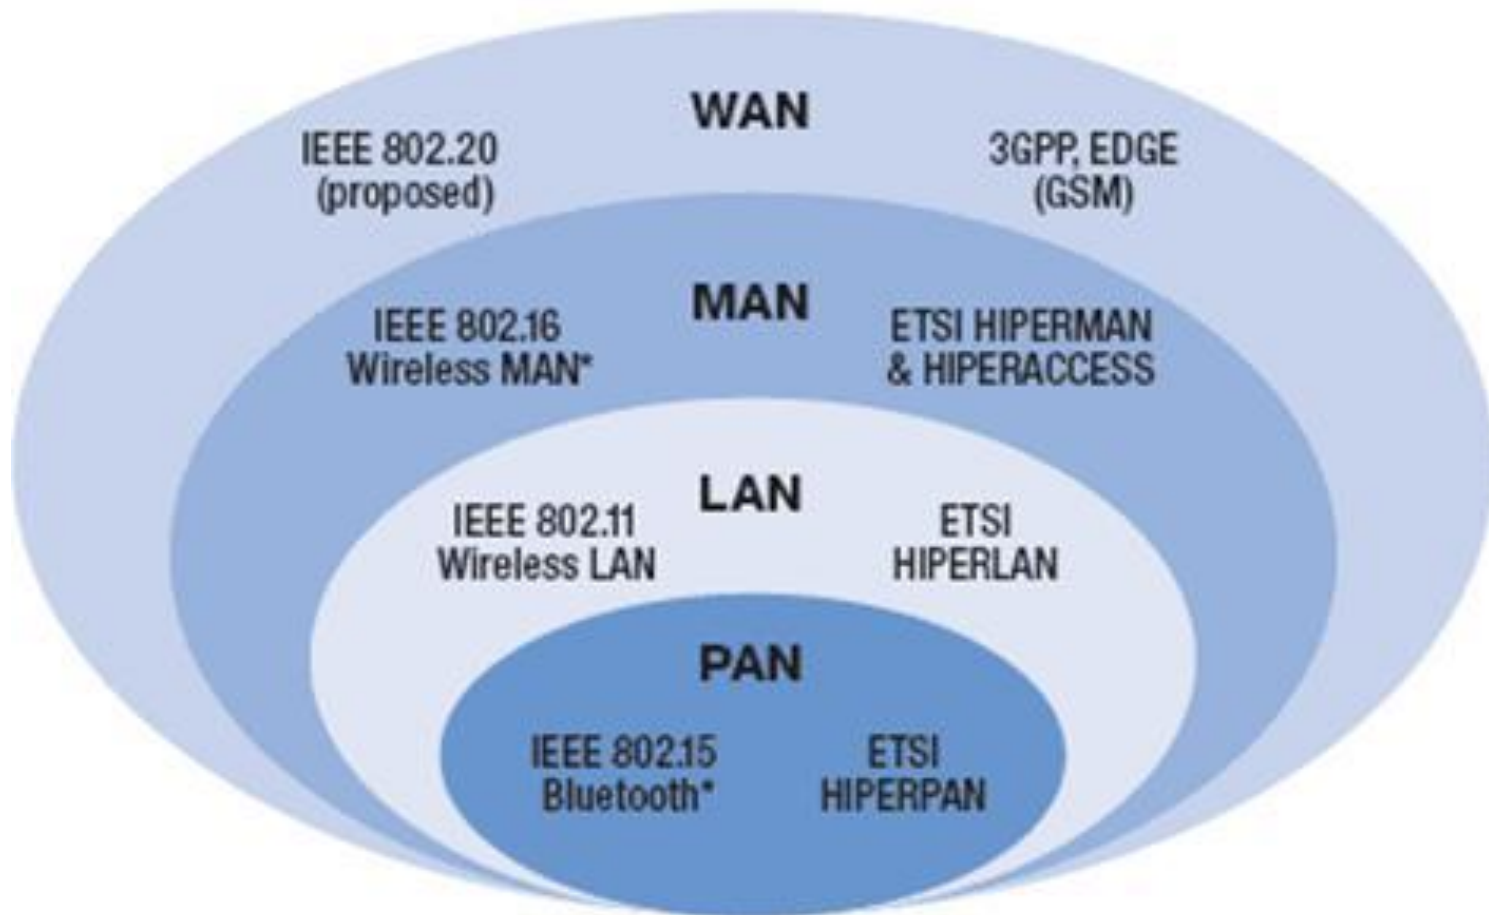 WAN
IEEE 802.20
(proposed)
3GPP, EDGE
(GSM)
MAN
IEEE 802.16
Wireless MAN*
ETSI HIPERMAN
& HIPERACCESS
LAN
IEEE 802.11
Wireless LAN
ETSI
HIPERLAN
PAN
IEEE 802.15
Bluetooth*
ETSI
HIPERPAN